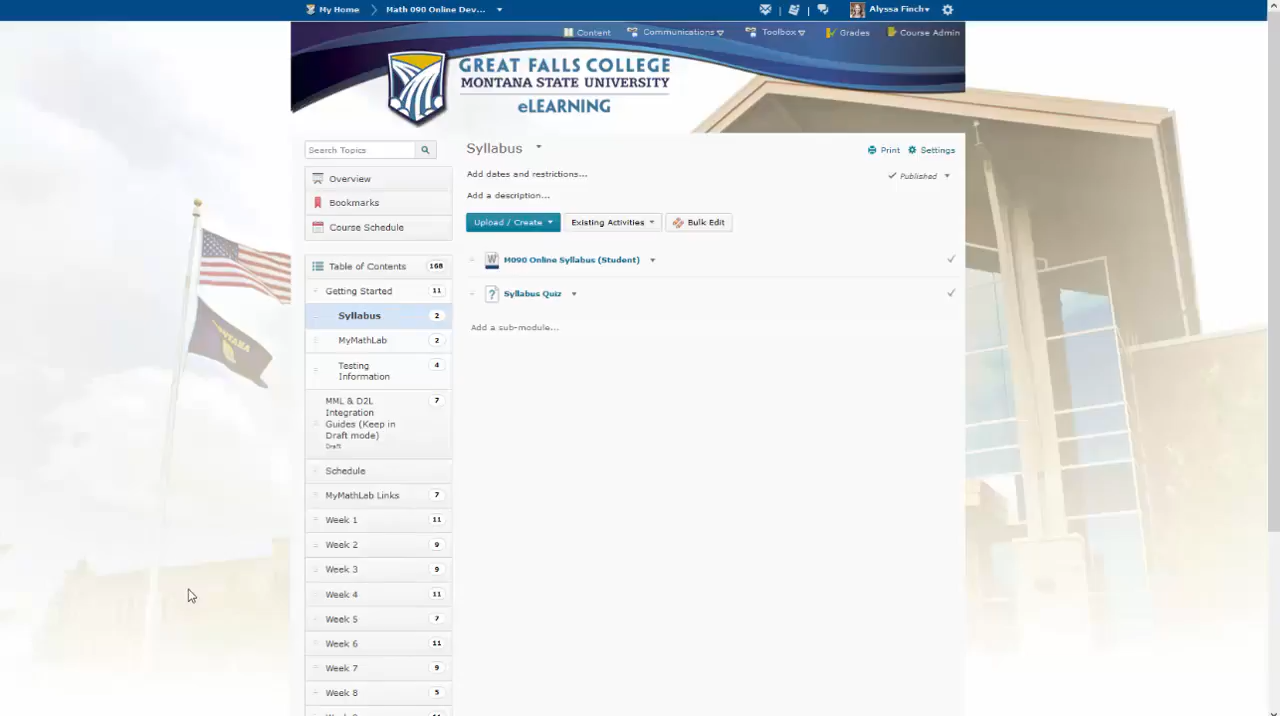 My Home
Math 090 Online Dev...
Alyssa Finch
Content
Communications
Toolbox
Grades
Course Admin
GREAT FALLS COLLEGE
MONTANA STATE UNIVERSITY
eLEARNING
Search Topics
Overview
Bookmarks
Course Schedule
Table of Contents 168
Getting Started 11
Syllabus 2
MyMathLab 2
Testing 4
Information
MML & D2L 7
Integration
Guides (Keep in
Draft mode)
Draft
Schedule
MyMathLab Links 7
Week 1 11
Week 2 9
Week 3 9
Week 4 11
Week 5 7
Week 6 11
Week 7 9
Week 8 5
Syllabus
Print
Settings
Add dates and restrictions...
Published
Add a description...
Upload / Create
Existing Activities
Bulk Edit
M090 Online Syllabus (Student)
Syllabus Quiz
Add a sub-module...